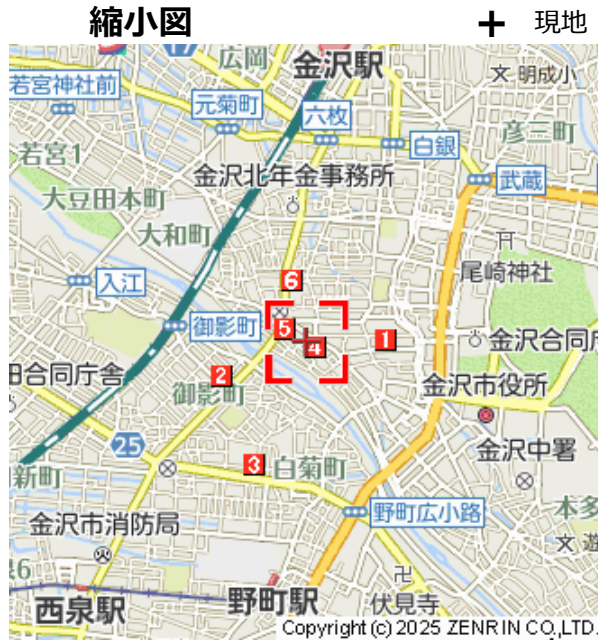 縮小図
+ 現地
17
広岡
金沢駅
文 明成小
若宮神社前
元菊町
六枚
彦三町
白銀
若宮1
金沢北年金事務所
武蔵
大豆田本町
大和町
尾崎神社
入江
6
御影町
5
4
1
金沢合同庁
田合同庁舎
2
御影町
金沢市役所
25
金沢中署
3
白菊町
新町
野町広小路
本多
金沢市消防局
文 遊
泉6
西泉駅
野町駅
伏見寺
Copyright (c) 2025 ZENRIN CO.,LTD.